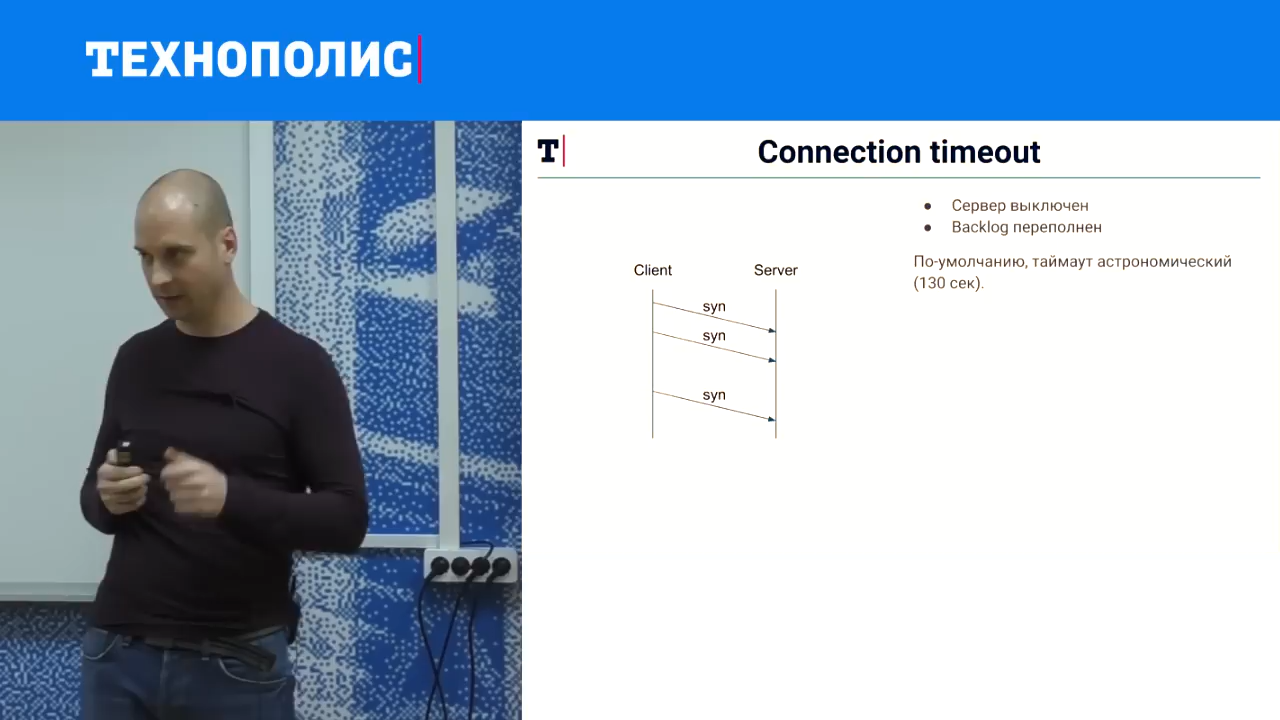 ТЕХНОПОЛИС
T
Connection timeout
● Сервер выключен
● Backlog переполнен
По-умолчанию, таймаут астрономический
(130 сек).
Client Server
syn
syn
syn